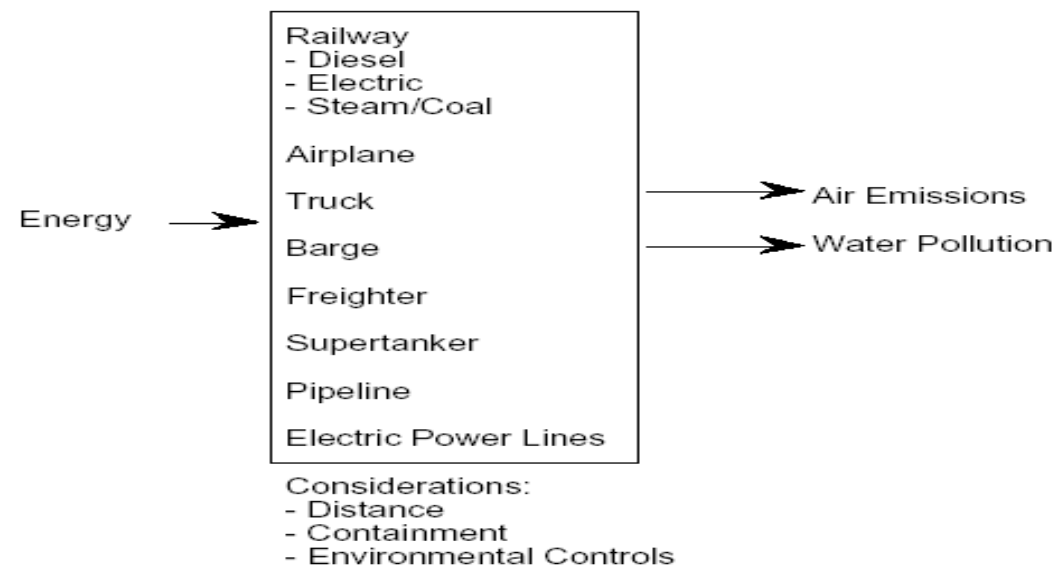 Railway
- Diesel
- Electric
- Steam/Coal
Airplane
Truck
Barge
Freighter
Supertanker
Pipeline
Electric Power Lines
Energy
Air Emissions
Water Pollution
Considerations:
- Distance
- Containment
- Environmental Controls